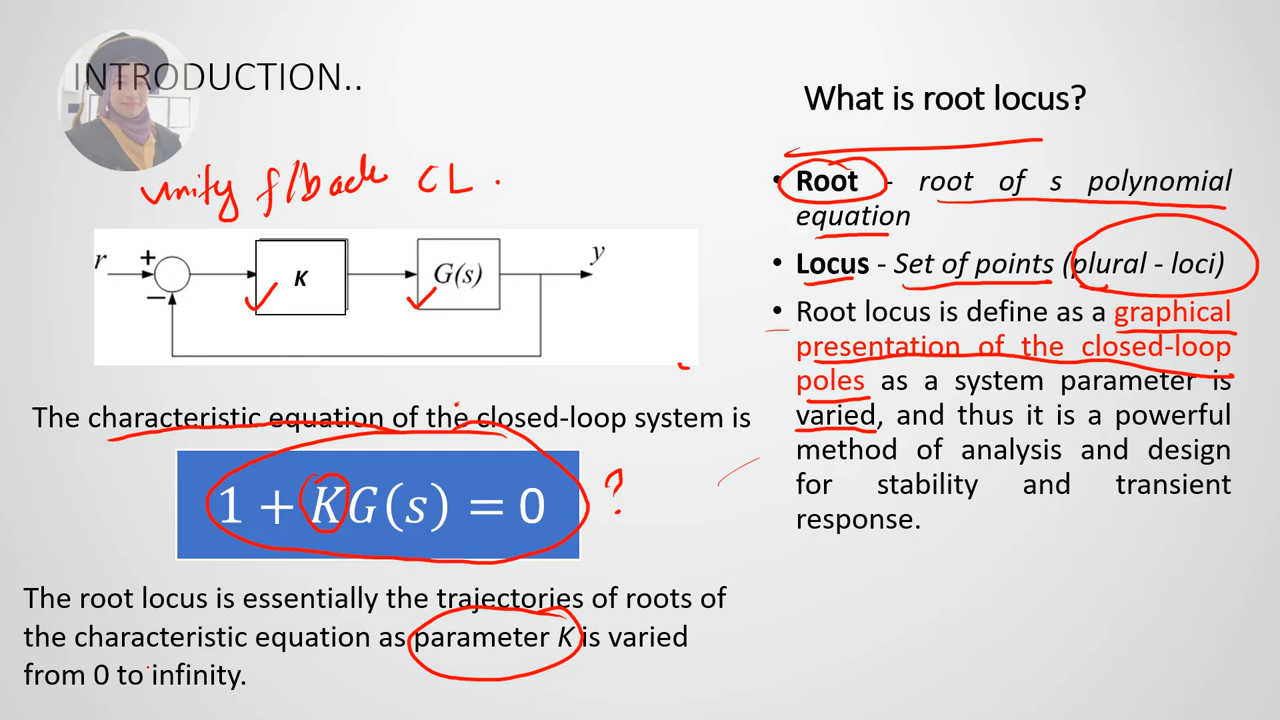 INTRODUCTION..
unity f/back CL.
r
+
−
K
G(s)
y
The characteristic equation of the closed-loop system is
1 + KG(s) = 0 ?
The root locus is essentially the trajectories of roots of
the characteristic equation as parameter K is varied
from 0 to infinity.
What is root locus?
• Root - root of s polynomial
equation
• Locus - Set of points (plural - loci)
• Root locus is define as a graphical
presentation of the closed-loop
poles as a system parameter is
varied, and thus it is a powerful
method of analysis and design
for stability and transient
response.